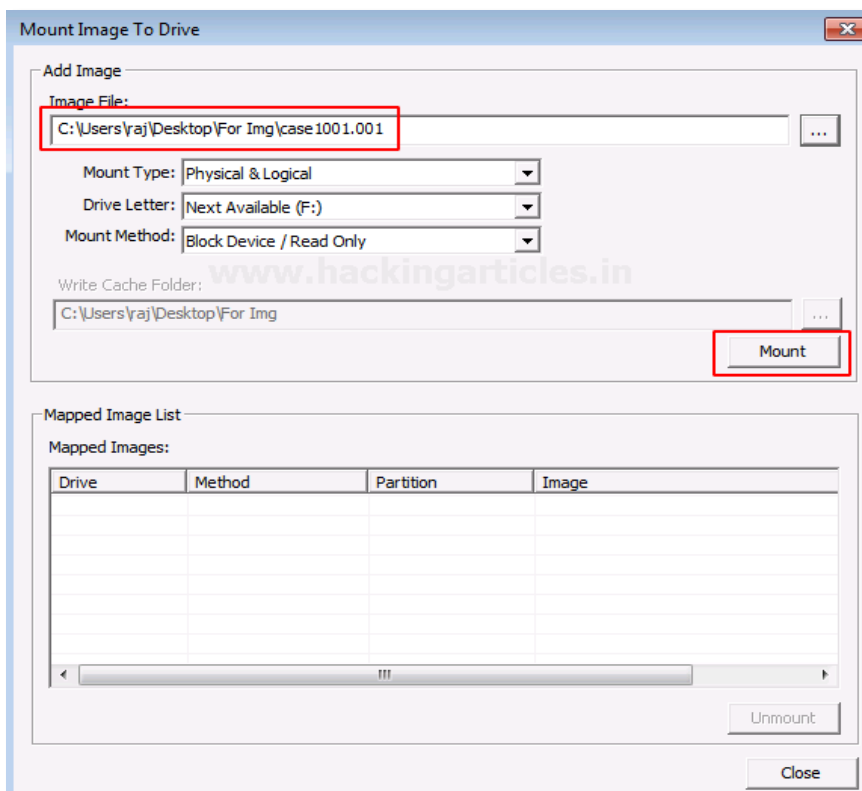 Mount Image To Drive
Add Image
Image File:
C:\Users\raj\Desktop\For Img\case1001.001
...
Mount Type: Physical & Logical
Drive Letter: Next Available (F:)
Mount Method: Block Device / Read Only
www.hackingarticles.in
Write Cache Folder:
C:\Users\raj\Desktop\For Img
...
Mount
Mapped Image List
Mapped Images:
Drive Method Partition Image
Unmount
Close